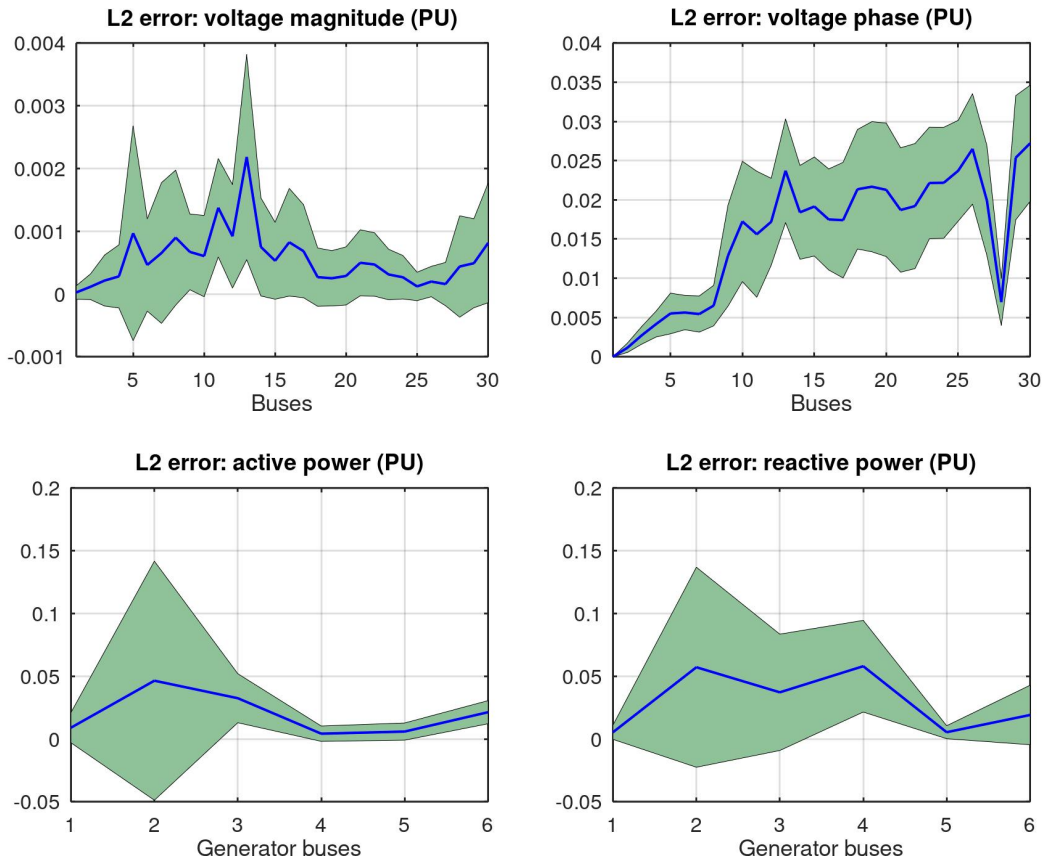 L2 error: voltage magnitude (PU)
0.004
0.003
0.002
0.001
0
-0.001
5 10 15 20 25 30
Buses
L2 error: voltage phase (PU)
0.04
0.035
0.03
0.025
0.02
0.015
0.01
0.005
0
5 10 15 20 25 30
Buses
L2 error: active power (PU)
0.2
0.15
0.1
0.05
0
-0.05
1 2 3 4 5 6
Generator buses
L2 error: reactive power (PU)
0.2
0.15
0.1
0.05
0
-0.05
1 2 3 4 5 6
Generator buses